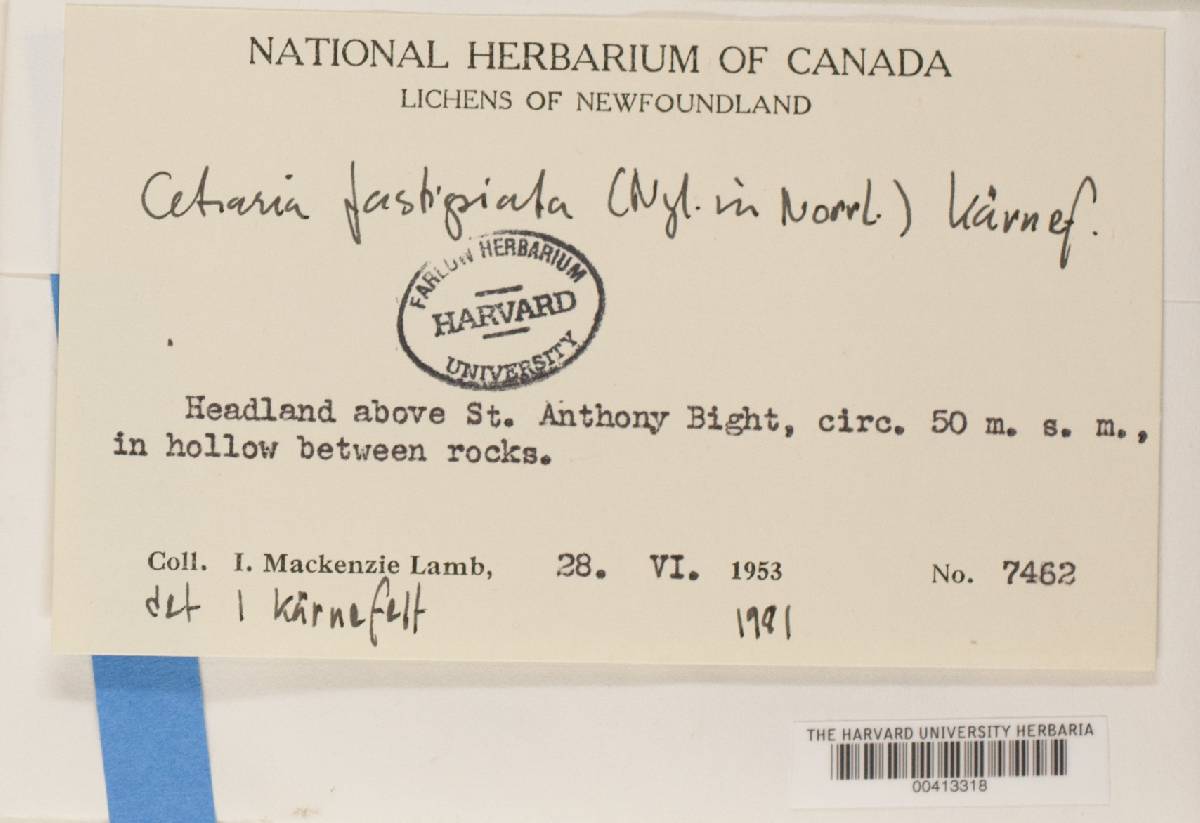 NATIONAL HERBARIUM OF CANADA
LICHENS OF NEWFOUNDLAND
Cetraria fastigiata (Nyl. in Norrl.) Kärnef.
FARLOW HERBARIUM
HARVARD
UNIVERSITY
Headland above St. Anthony Bight, circ. 50 m. s. m.,
in hollow between rocks.
Coll. I. Mackenzie Lamb, 28. VI. 1953 No. 7462
det I Kärnefelt 1981
THE HARVARD UNIVERSITY HERBARIA
00413318